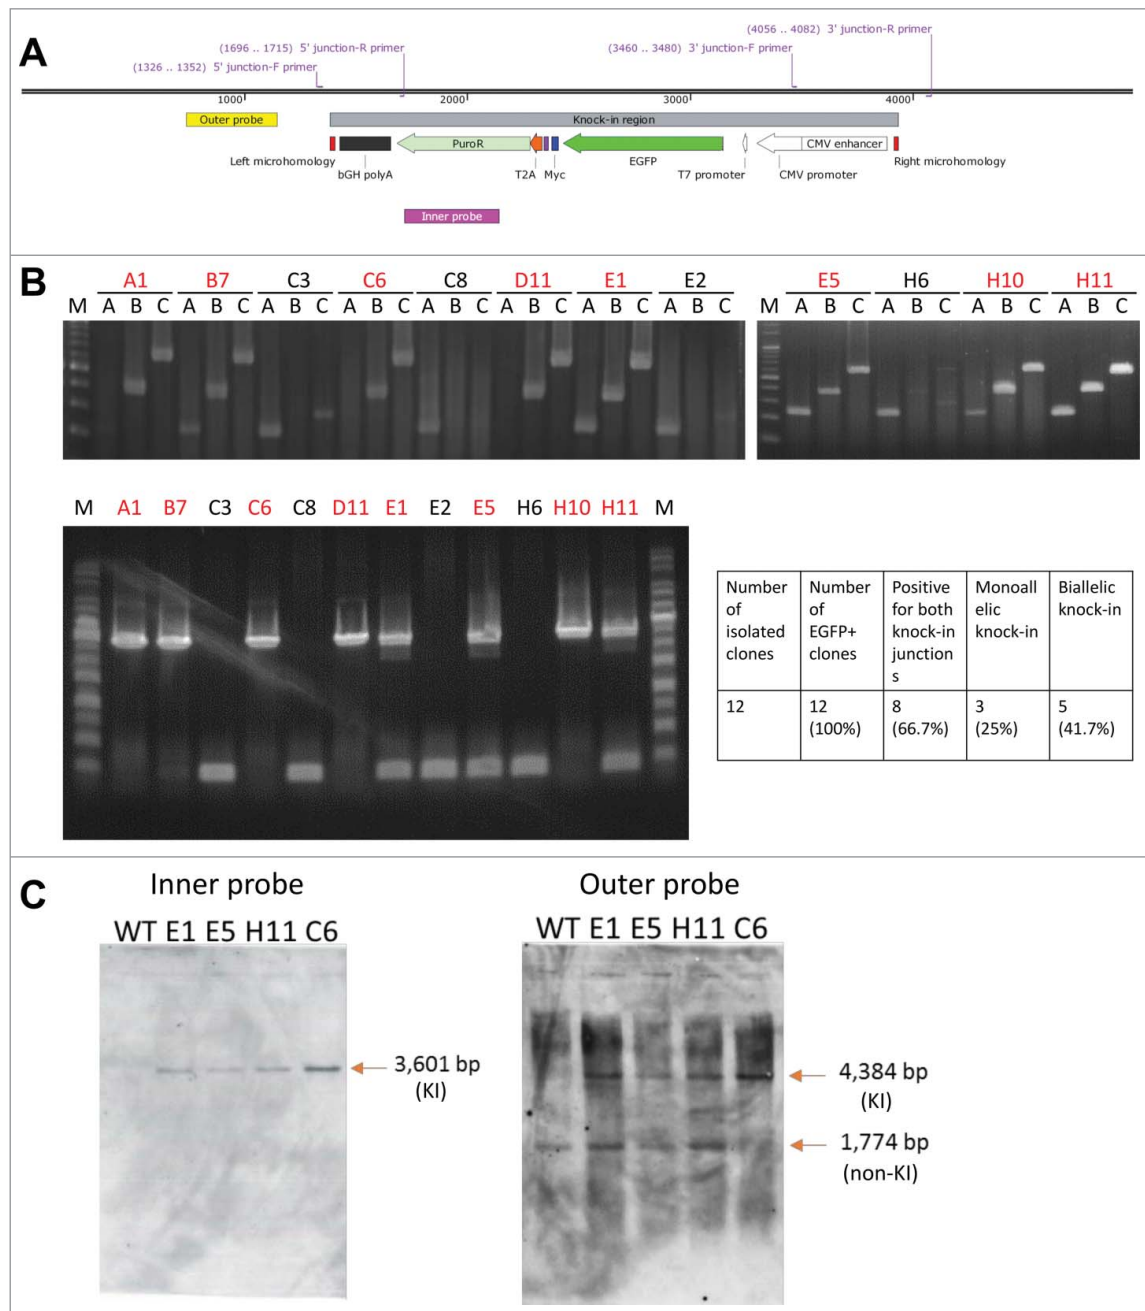 A
(4056 .. 4082) 3' junction-R primer
(1696 .. 1715) 5' junction-R primer
(3460 .. 3480) 3' junction-F primer
(1326 .. 1352) 5' junction-F primer
1000 2000 3000 4000
Outer probe Knock-in region
PuroR CMV enhancer
Left microhomology T2A Myc EGFP T7 promoter Right microhomology
bGH polyA CMV promoter
Inner probe
B
A1 B7 C3 C6 C8 D11 E1 E2
M A B C A B C A B C A B C A B C A B C A B C A B C
E5 H6 H10 H11
M A B C A B C A B C A B C
M A1 B7 C3 C6 C8 D11 E1 E2 E5 H6 H10 H11 M
Number of isolated clones
Number of EGFP+ clones
Positive for both knock-in junction s
Monoall elic knock-in
Biallelic knock-in
12
12 (100%)
8 (66.7%)
3 (25%)
5 (41.7%)
C
Inner probe
WT E1 E5 H11 C6
3,601 bp
(KI)
Outer probe
WT E1 E5 H11 C6
4,384 bp
(KI)
1,774 bp
(non-KI)